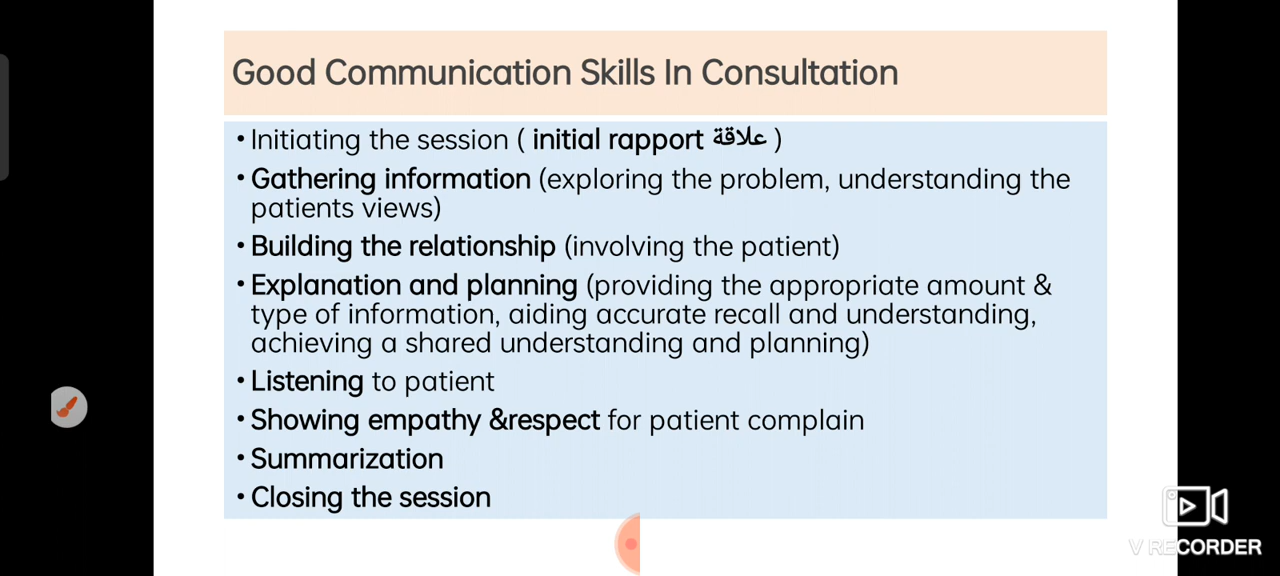 Good Communication Skills In Consultation
• Initiating the session ( initial rapport علاقة )
• Gathering information (exploring the problem, understanding the
patients views)
• Building the relationship (involving the patient)
• Explanation and planning (providing the appropriate amount &
type of information, aiding accurate recall and understanding,
achieving a shared understanding and planning)
• Listening to patient
• Showing empathy &respect for patient complain
• Summarization
• Closing the session
V RECORDER